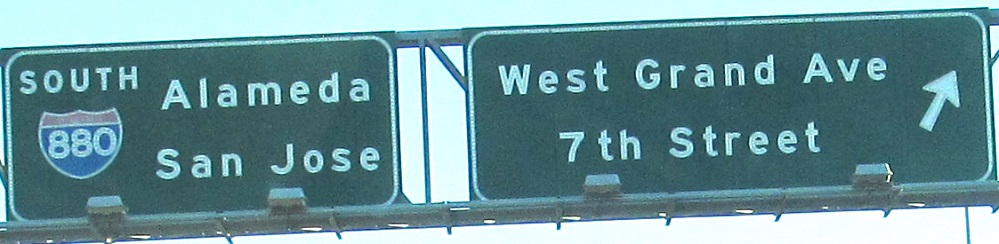 SOUTH
880
Alameda
San Jose
West Grand Ave
7th Street